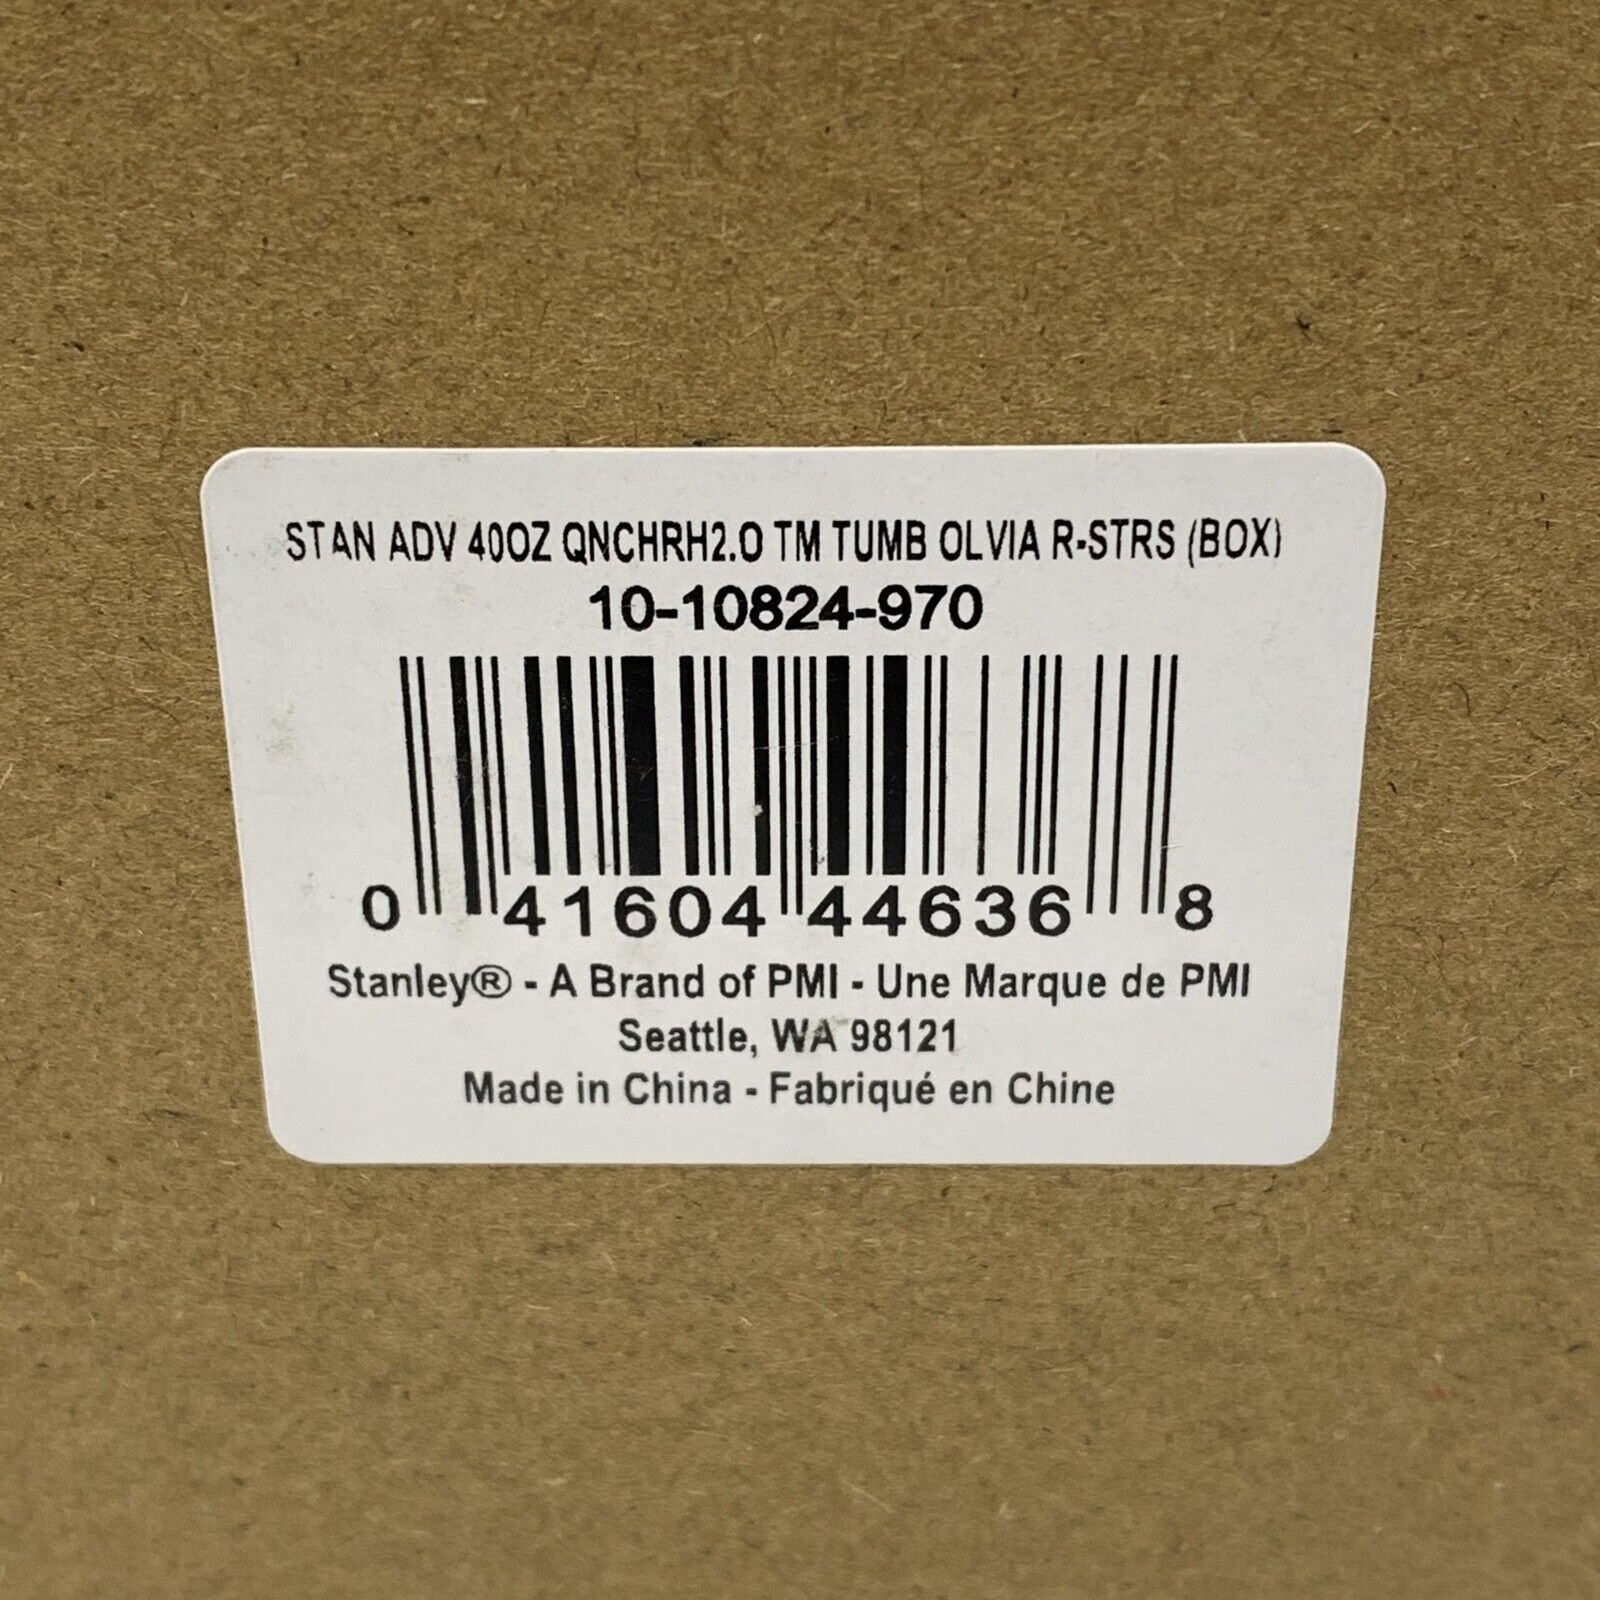 STAN ADV 40OZ QNCHRH2.O TM TUMB OLVIA R-STRS (BOX)
10-10824-970
0 41604 44636 8
Stanley® - A Brand of PMI - Une Marque de PMI
Seattle, WA 98121
Made in China - Fabriqué en Chine